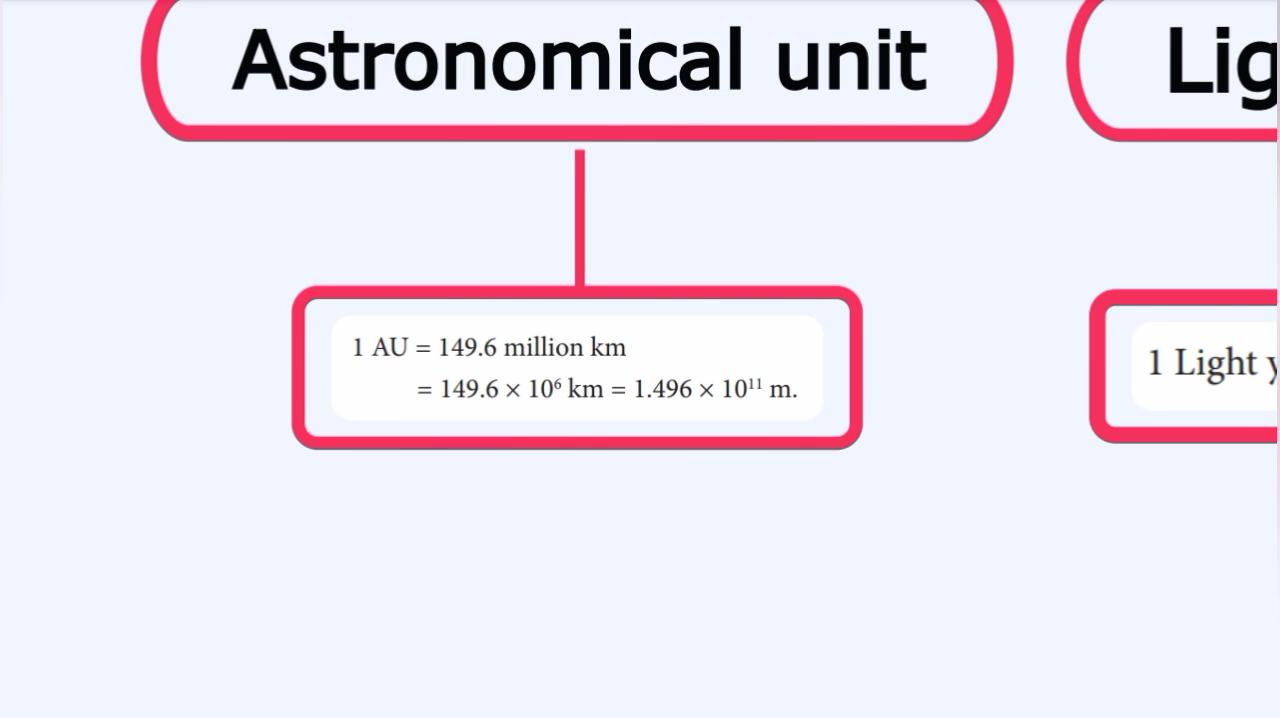 Astronomical unit
Lig
1 AU = 149.6 million km
= 149.6 × 10⁶ km = 1.496 × 10¹¹ m.
1 Light y